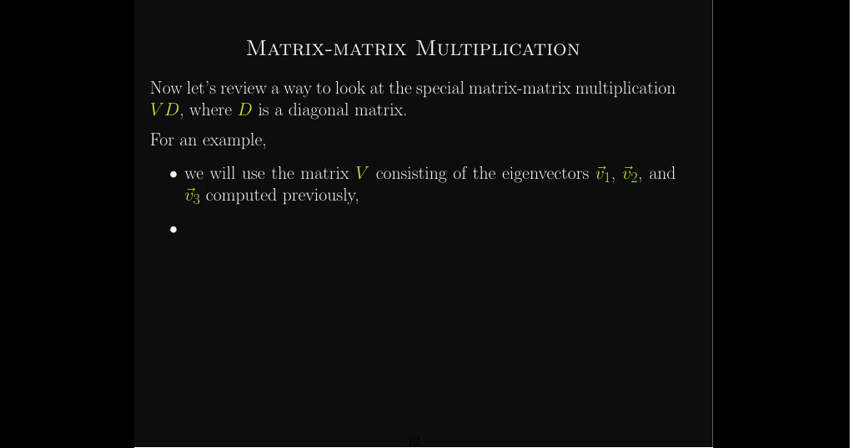 Matrix-matrix Multiplication
Now let's review a way to look at the special matrix-matrix multiplication
V D, where D is a diagonal matrix.
For an example,
• we will use the matrix V consisting of the eigenvectors v⃗₁, v⃗₂, and
v⃗₃ computed previously,
•